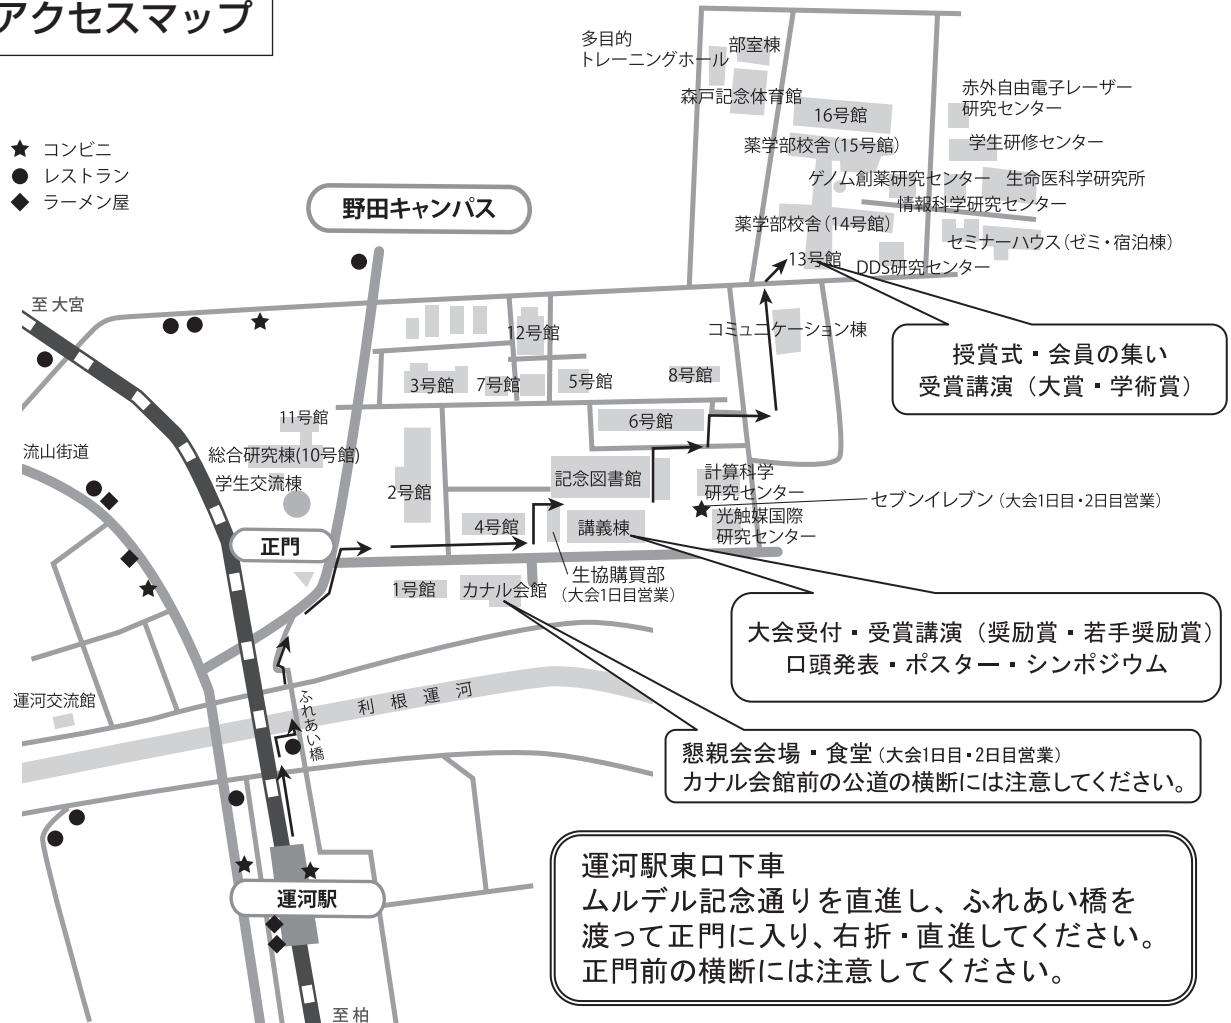 アクセスマップ
コンビニ
レストラン
ラーメン屋
野田キャンパス
多目的
トレーニングホール
部室棟
森戸記念体育館
16号館
赤外自由電子レーザー
研究センター
薬学部校舎(15号館)
学生研修センター
ゲノム創薬研究センター
生命医科学研究所
情報科学研究センター
薬学部校舎(14号館)
セミナーハウス(ゼミ・宿泊棟)
13号館
DDS研究センター
至 大宮
12号館
コミュニケーション棟
授賞式・会員の集い
受賞講演(大賞・学術賞)
3号館
7号館
5号館
8号館
11号館
6号館
流山街道
総合研究棟(10号館)
学生交流棟
2号館
記念図書館
計算科学
研究センター
セブンイレブン(大会1日目・2日目営業)
4号館
講義棟
光触媒国際
研究センター
正門
1号館
カナル会館
生協購買部
(大会1日目営業)
大会受付・受賞講演(奨励賞・若手奨励賞)
口頭発表・ポスター・シンポジウム
運河交流館
ふれあい橋
利根運河
懇親会会場・食堂(大会1日目・2日目営業)
カナル会館前の公道の横断には注意してください。
運河駅
運河駅東口下車
ムルデル記念通りを直進し、ふれあい橋を
渡って正門に入り、右折・直進してください。
正門前の横断には注意してください。
至 柏